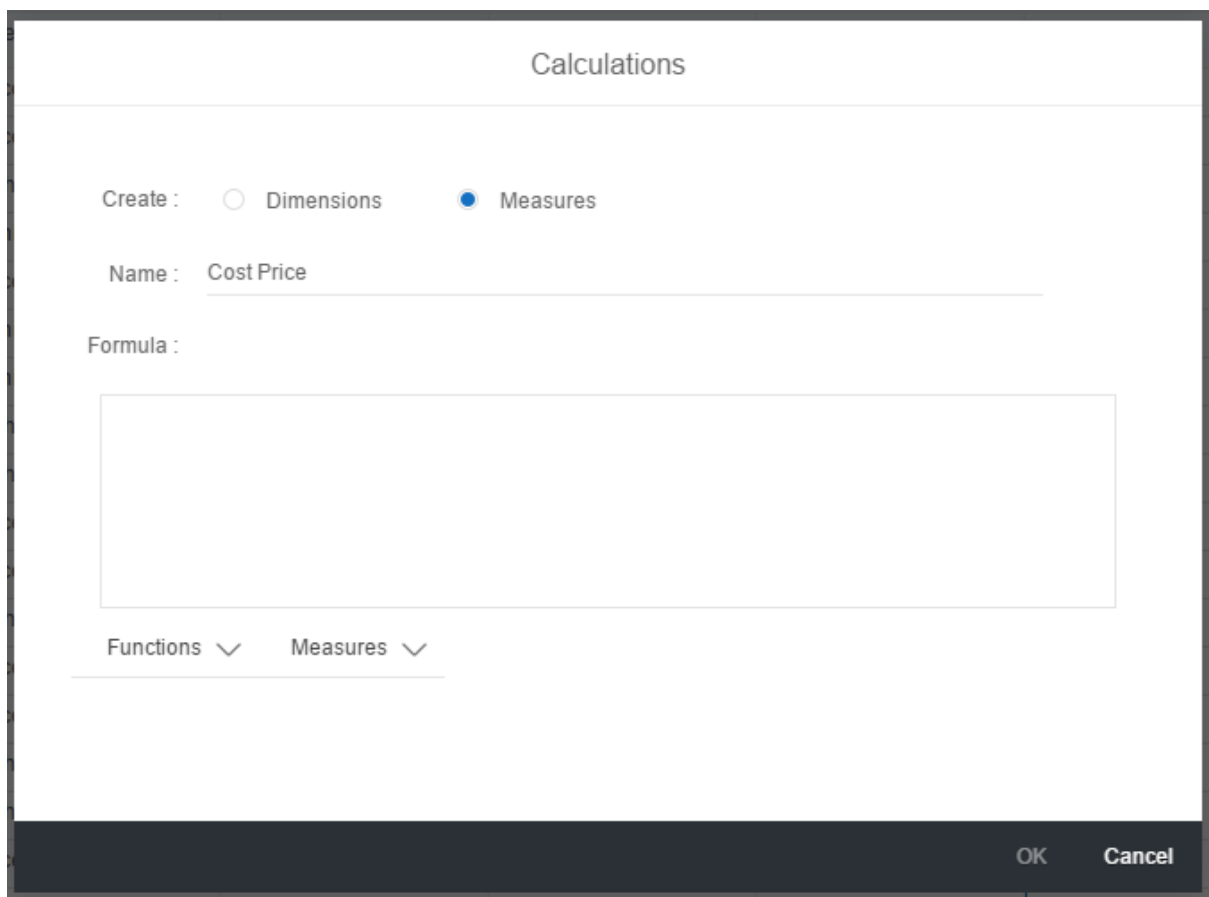 Calculations
Create : Dimensions Measures
Name : Cost Price
Formula :
Functions Measures
OK Cancel